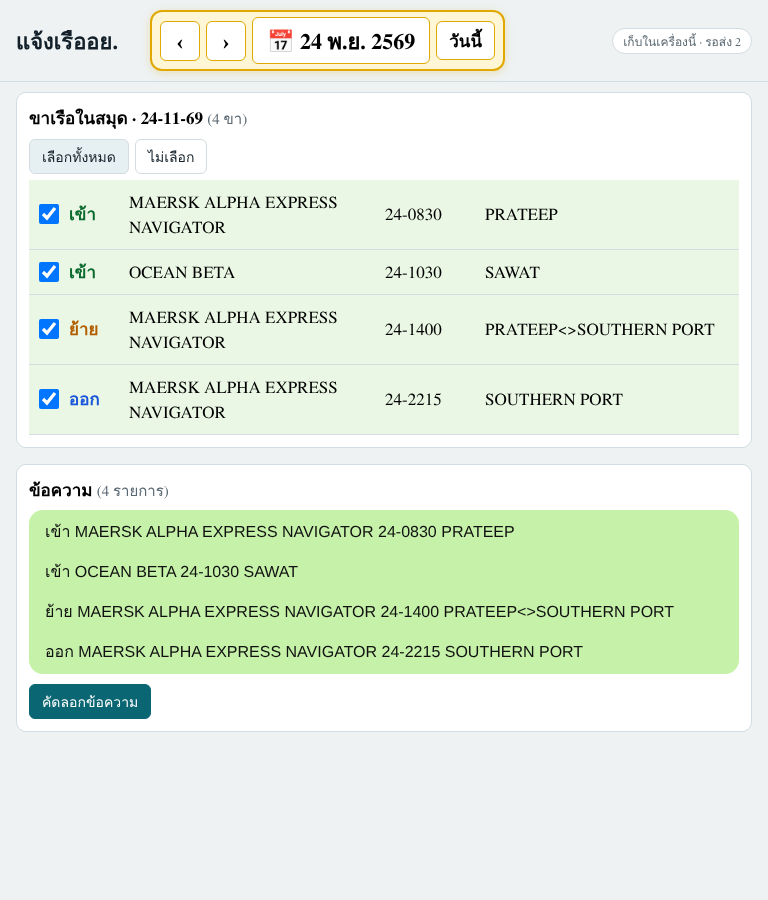 แจ้งเรืออย.
‹ › 📅 24 พ.ย. 2569 วันนี้
เก็บในเครื่องนี้ · รอส่ง 2
ขาเรือในสมุด · 24-11-69 (4 ขา)
เลือกทั้งหมด ไม่เลือก
เข้า MAERSK ALPHA EXPRESS NAVIGATOR 24-0830 PRATEEP
เข้า OCEAN BETA 24-1030 SAWAT
ย้าย MAERSK ALPHA EXPRESS NAVIGATOR 24-1400 PRATEEP<>SOUTHERN PORT
ออก MAERSK ALPHA EXPRESS NAVIGATOR 24-2215 SOUTHERN PORT
ข้อความ (4 รายการ)
เข้า MAERSK ALPHA EXPRESS NAVIGATOR 24-0830 PRATEEP
เข้า OCEAN BETA 24-1030 SAWAT
ย้าย MAERSK ALPHA EXPRESS NAVIGATOR 24-1400 PRATEEP<>SOUTHERN PORT
ออก MAERSK ALPHA EXPRESS NAVIGATOR 24-2215 SOUTHERN PORT
คัดลอกข้อความ